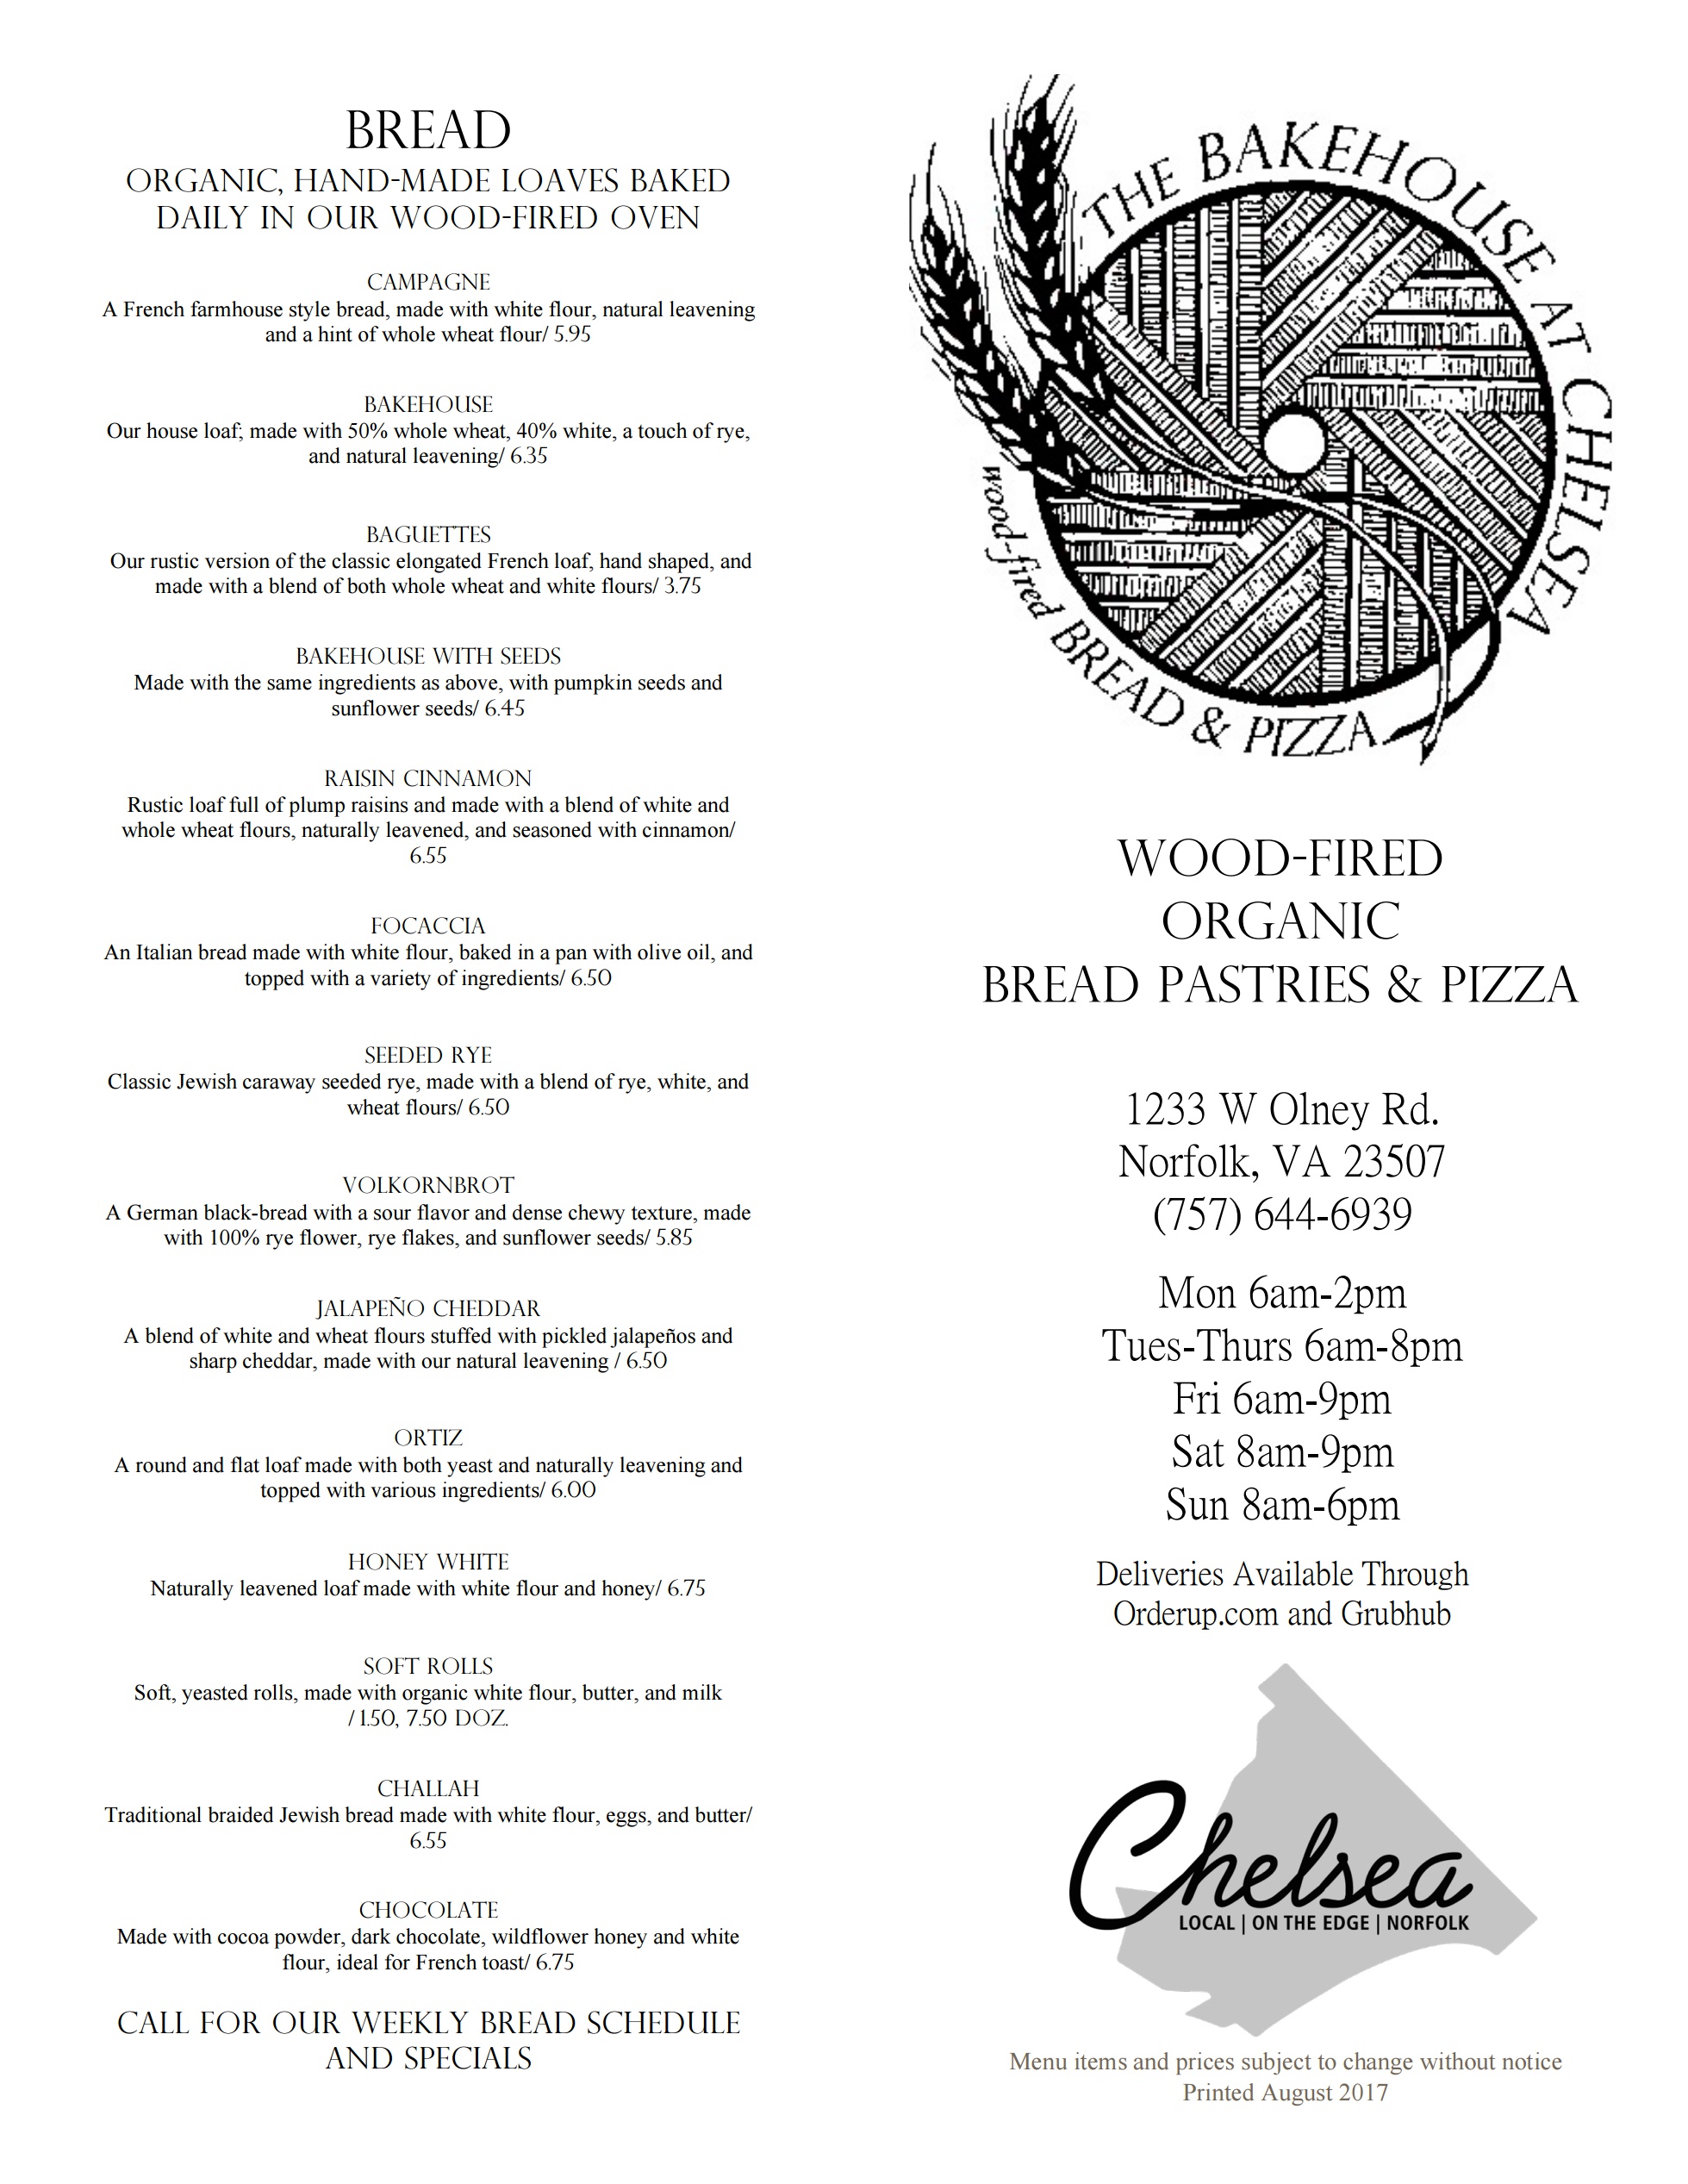 BREAD
ORGANIC, HAND-MADE LOAVES BAKED
DAILY IN OUR WOOD-FIRED OVEN
CAMPAGNE
A French farmhouse style bread, made with white flour, natural leavening
and a hint of whole wheat flour/ 5.95
BAKEHOUSE
Our house loaf; made with 50% whole wheat, 40% white, a touch of rye,
and natural leavening/ 6.35
BAGUETTES
Our rustic version of the classic elongated French loaf, hand shaped, and
made with a blend of both whole wheat and white flours/ 3.75
BAKEHOUSE WITH SEEDS
Made with the same ingredients as above, with pumpkin seeds and
sunflower seeds/ 6.45
RAISIN CINNAMON
Rustic loaf full of plump raisins and made with a blend of white and
whole wheat flours, naturally leavened, and seasoned with cinnamon/
6.55
FOCACCIA
An Italian bread made with white flour, baked in a pan with olive oil, and
topped with a variety of ingredients/ 6.50
SEEDED RYE
Classic Jewish caraway seeded rye, made with a blend of rye, white, and
wheat flours/ 6.50
VOLKORNBROT
A German black-bread with a sour flavor and dense chewy texture, made
with 100% rye flower, rye flakes, and sunflower seeds/ 5.85
JALAPEÑO CHEDDAR
A blend of white and wheat flours stuffed with pickled jalapeños and
sharp cheddar, made with our natural leavening / 6.50
ORTIZ
A round and flat loaf made with both yeast and naturally leavening and
topped with various ingredients/ 6.00
HONEY WHITE
Naturally leavened loaf made with white flour and honey/ 6.75
SOFT ROLLS
Soft, yeasted rolls, made with organic white flour, butter, and milk
/ 1.50, 7.50 DOZ.
CHALLAH
Traditional braided Jewish bread made with white flour, eggs, and butter/
6.55
CHOCOLATE
Made with cocoa powder, dark chocolate, wildflower honey and white
flour, ideal for French toast/ 6.75
CALL FOR OUR WEEKLY BREAD SCHEDULE
AND SPECIALS
THE BAKEHOUSE AT CHELSEA
wood-fired BREAD & PIZZA
WOOD-FIRED
ORGANIC
BREAD PASTRIES & PIZZA
1233 W Olney Rd.
Norfolk, VA 23507
(757) 644-6939
Mon 6am-2pm
Tues-Thurs 6am-8pm
Fri 6am-9pm
Sat 8am-9pm
Sun 8am-6pm
Deliveries Available Through
Orderup.com and Grubhub
Chelsea
LOCAL | ON THE EDGE | NORFOLK
Menu items and prices subject to change without notice
Printed August 2017